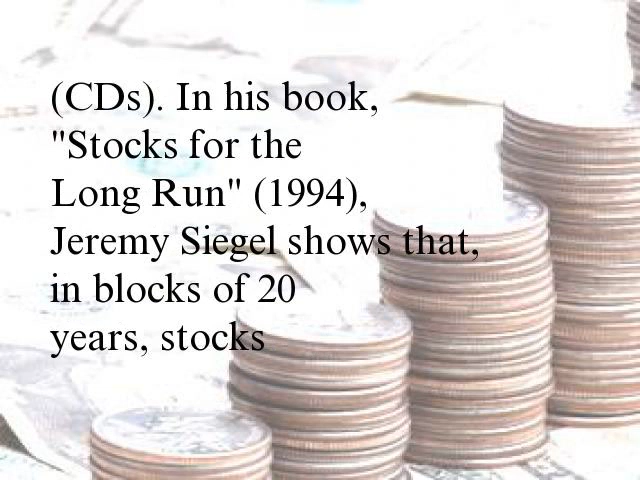 (CDs). In his book,
"Stocks for the
Long Run" (1994),
Jeremy Siegel shows that,
in blocks of 20
years, stocks